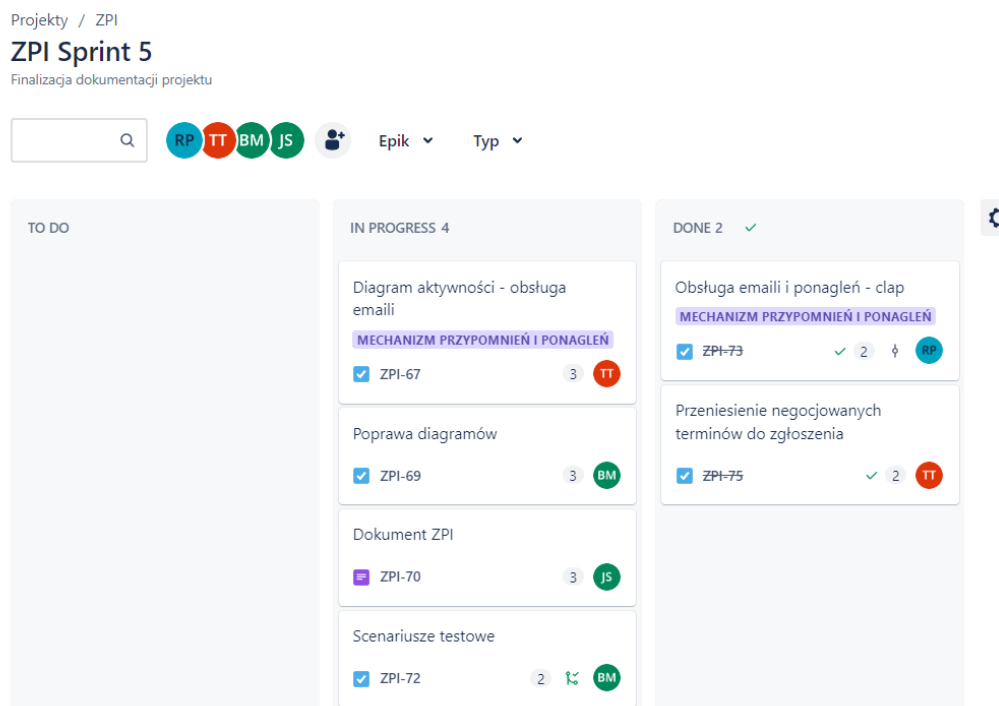 Projekty / ZPI
ZPI Sprint 5
Finalizacja dokumentacji projektu
RP TT BM JS Epik Typ
TO DO
IN PROGRESS 4
Diagram aktywności - obsługa
emaili
MECHANIZM PRZYPOMNIEŃ I PONAGLEŃ
ZPI-67 3 TT
Poprawa diagramów
ZPI-69 3 BM
Dokument ZPI
ZPI-70 3 JS
Scenariusze testowe
ZPI-72 2 BM
DONE 2
Obsługa emaili i ponagleń - clap
MECHANIZM PRZYPOMNIEŃ I PONAGLEŃ
ZPI-73 2 RP
Przeniesienie negocjowanych
terminów do zgłoszenia
ZPI-75 2 TT